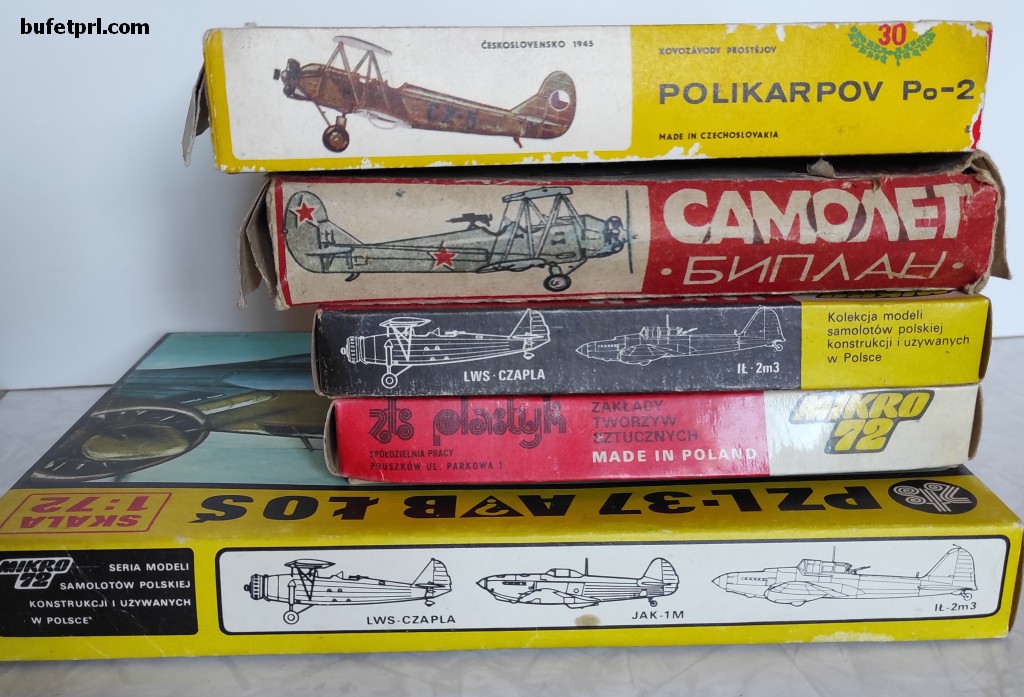 bufetprl.com
ČESKOSLOVENSKO 1945
KOVOZÁVODY PROSTĚJOV
30
POLIKARPOV Po-2
MADE IN CZECHOSLOVAKIA
CZ-5
САМОЛЕТ
·БИПЛАН·
LWS-CZAPLA
IŁ-2m3
Kolekcja modeli
samolotów polskiej
konstrukcji i używanych
w Polsce
zts plastyk
SPÓŁDZIELNIA PRACY
PRUSZKÓW UL. PARKOWA 1
ZAKŁADY
TWORZYW
SZTUCZNYCH
MADE IN POLAND
MIKRO
72
SKALA
1:72
PZL-37 A/B ŁOŚ
MIKRO
72
SERIA MODELI
SAMOLOTÓW POLSKIEJ
KONSTRUKCJI I UŻYWANYCH
W POLSCE
LWS-CZAPLA
JAK-1M
IŁ-2m3